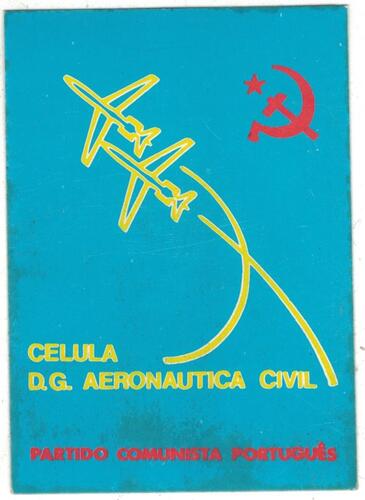 CELULA
D.G. AERONAUTICA CIVIL
PARTIDO COMUNISTA PORTUGUÊS